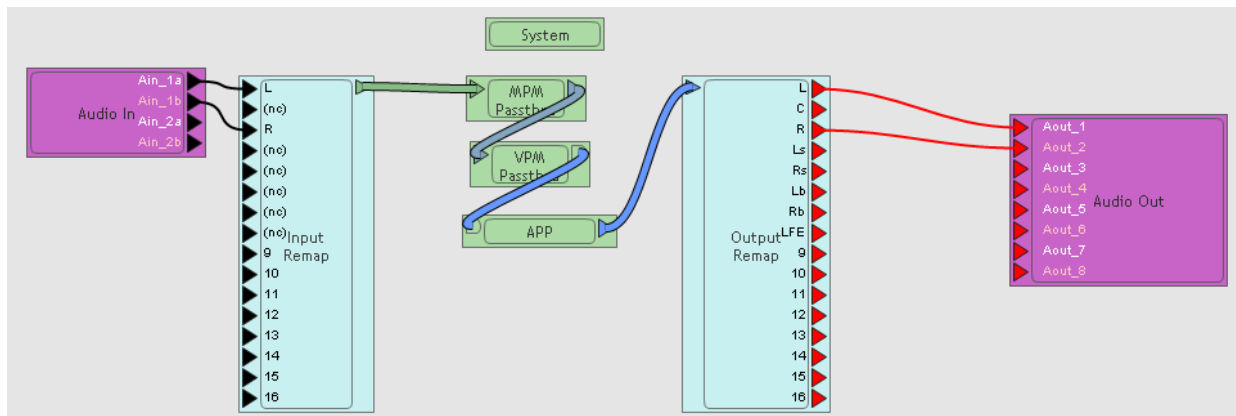 System
Audio In
Ain_1a
Ain_1b
Ain_2a
Ain_2b
L
(nc)
R
(nc)
(nc)
(nc)
(nc)
(nc)
9
10
11
12
13
14
15
16
Input
Remap
MPM
VPM
APP
L
C
R
Ls
Rs
Lb
Rb
LFE
9
10
11
12
13
14
15
16
Output
Remap
Aout_1
Aout_2
Aout_3
Aout_4
Aout_5
Aout_6
Aout_7
Aout_8
Audio Out